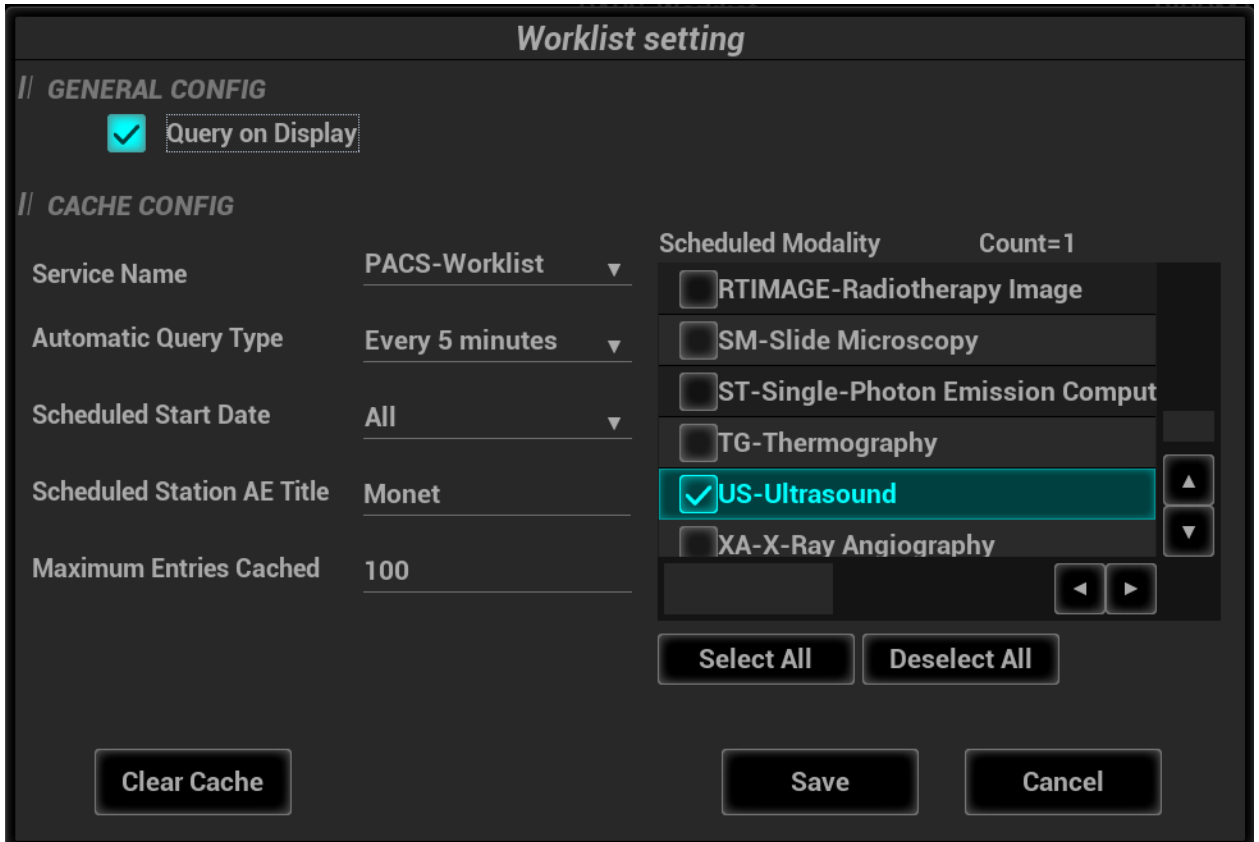 Worklist setting
// GENERAL CONFIG
Query on Display
// CACHE CONFIG
Service Name
PACS-Worklist
Automatic Query Type
Every 5 minutes
Scheduled Start Date
All
Scheduled Station AE Title
Monet
Maximum Entries Cached
100
Scheduled Modality Count=1
RTIMAGE-Radiotherapy Image
SM-Slide Microscopy
ST-Single-Photon Emission Comput
TG-Thermography
US-Ultrasound
XA-X-Ray Angiography
Select All
Deselect All
Clear Cache
Save
Cancel